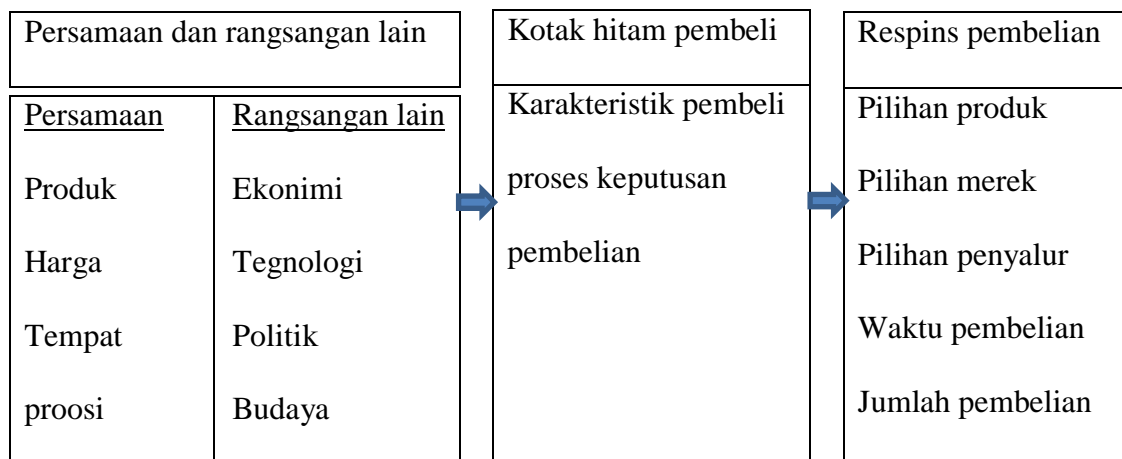 Persamaan dan rangsangan lain
Persamaan
Produk
Harga
Tempat
proosi
Rangsangan lain
Ekonimi
Tegnologi
Politik
Budaya
Kotak hitam pembeli
Karakteristik pembeli
proses keputusan
pembelian
Respins pembelian
Pilihan produk
Pilihan merek
Pilihan penyalur
Waktu pembelian
Jumlah pembelian